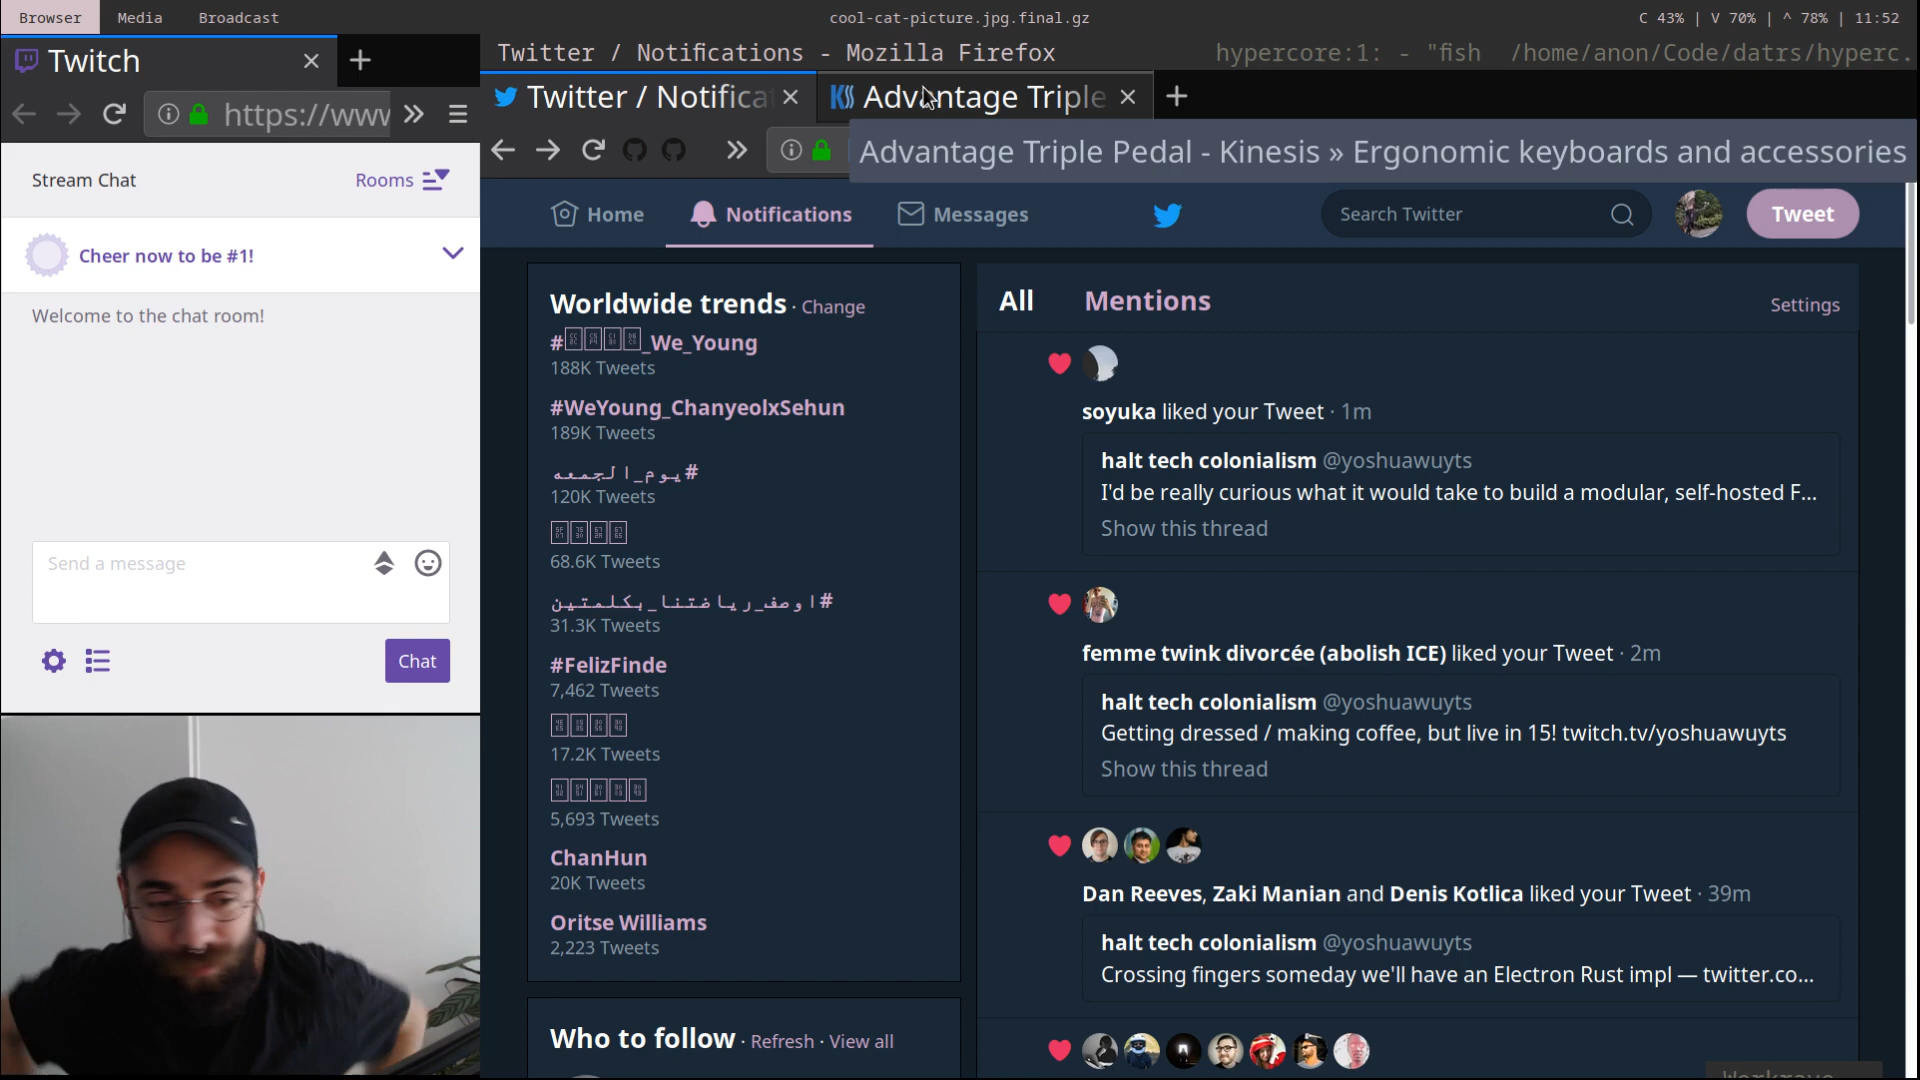 Browser Media Broadcast cool-cat-picture.jpg.final.gz C 43% | V 70% | ^ 78% | 11:52
Twitch
https://www
Stream Chat Rooms
Cheer now to be #1!
Welcome to the chat room!
Send a message
Chat
Twitter / Notifications - Mozilla Firefox hypercore:1: - "fish /home/anon/Code/datrs/hyperc.
Twitter / Notificat Advantage Triple
Advantage Triple Pedal - Kinesis » Ergonomic keyboards and accessories
Home Notifications Messages Search Twitter Tweet
Worldwide trends · Change
_We_Young
188K Tweets
#WeYoung_ChanyeolxSehun
189K Tweets
#يوم_الجمعه
120K Tweets
68.6K Tweets
#اوصف_رياضتنا_بكلمتين
31.3K Tweets
#FelizFinde
7,462 Tweets
17.2K Tweets
5,693 Tweets
ChanHun
20K Tweets
Oritse Williams
2,223 Tweets
Who to follow · Refresh · View all
All Mentions Settings
soyuka liked your Tweet · 1m
halt tech colonialism @yoshuawuyts
I'd be really curious what it would take to build a modular, self-hosted F...
Show this thread
femme twink divorcée (abolish ICE) liked your Tweet · 2m
halt tech colonialism @yoshuawuyts
Getting dressed / making coffee, but live in 15! twitch.tv/yoshuawuyts
Show this thread
Dan Reeves, Zaki Manian and Denis Kotlica liked your Tweet · 39m
halt tech colonialism @yoshuawuyts
Crossing fingers someday we'll have an Electron Rust impl — twitter.co...